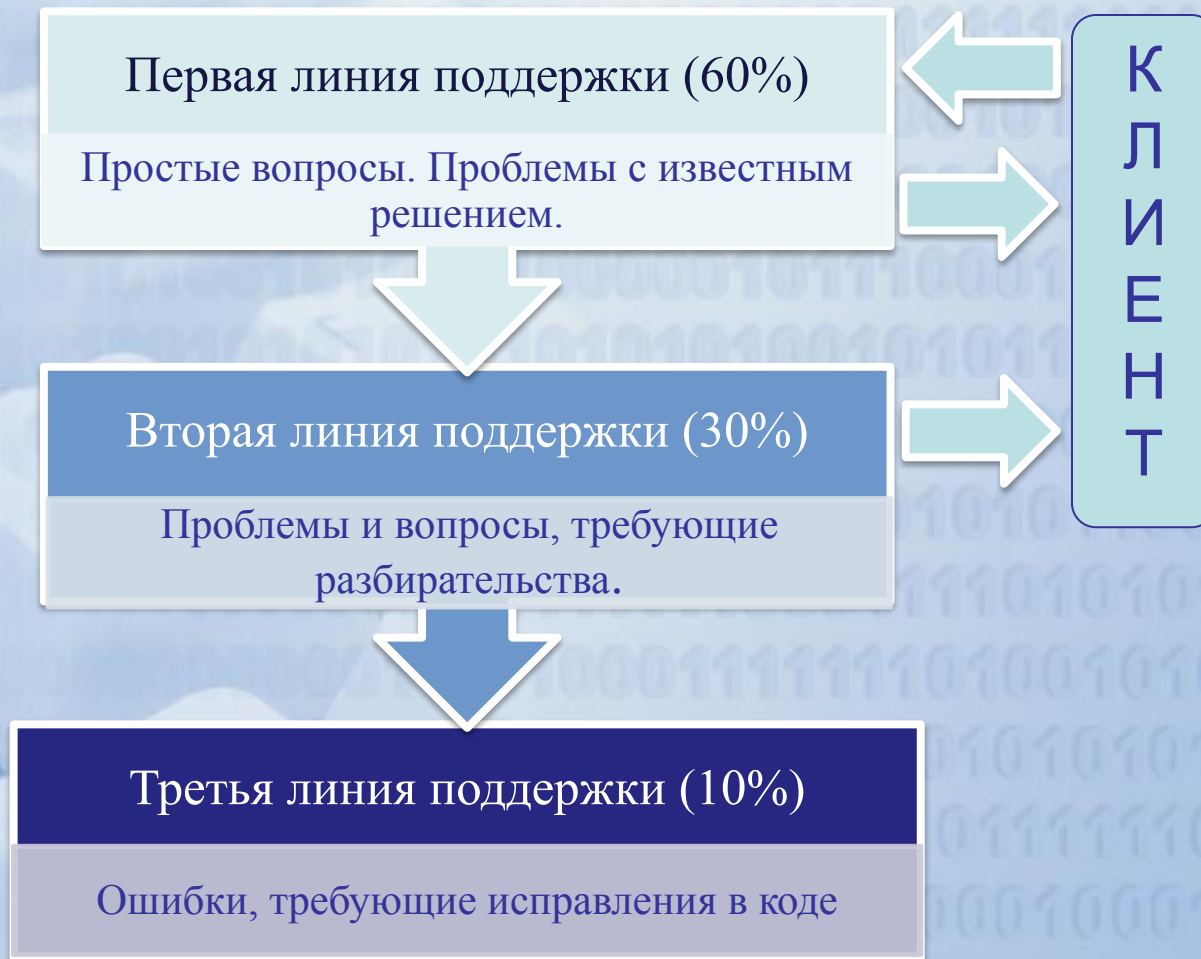 Первая линия поддержки (60%)
Простые вопросы. Проблемы с известным
решением.
Вторая линия поддержки (30%)
Проблемы и вопросы, требующие
разбирательства.
Третья линия поддержки (10%)
Ошибки, требующие исправления в коде
К
Л
И
Е
Н
Т